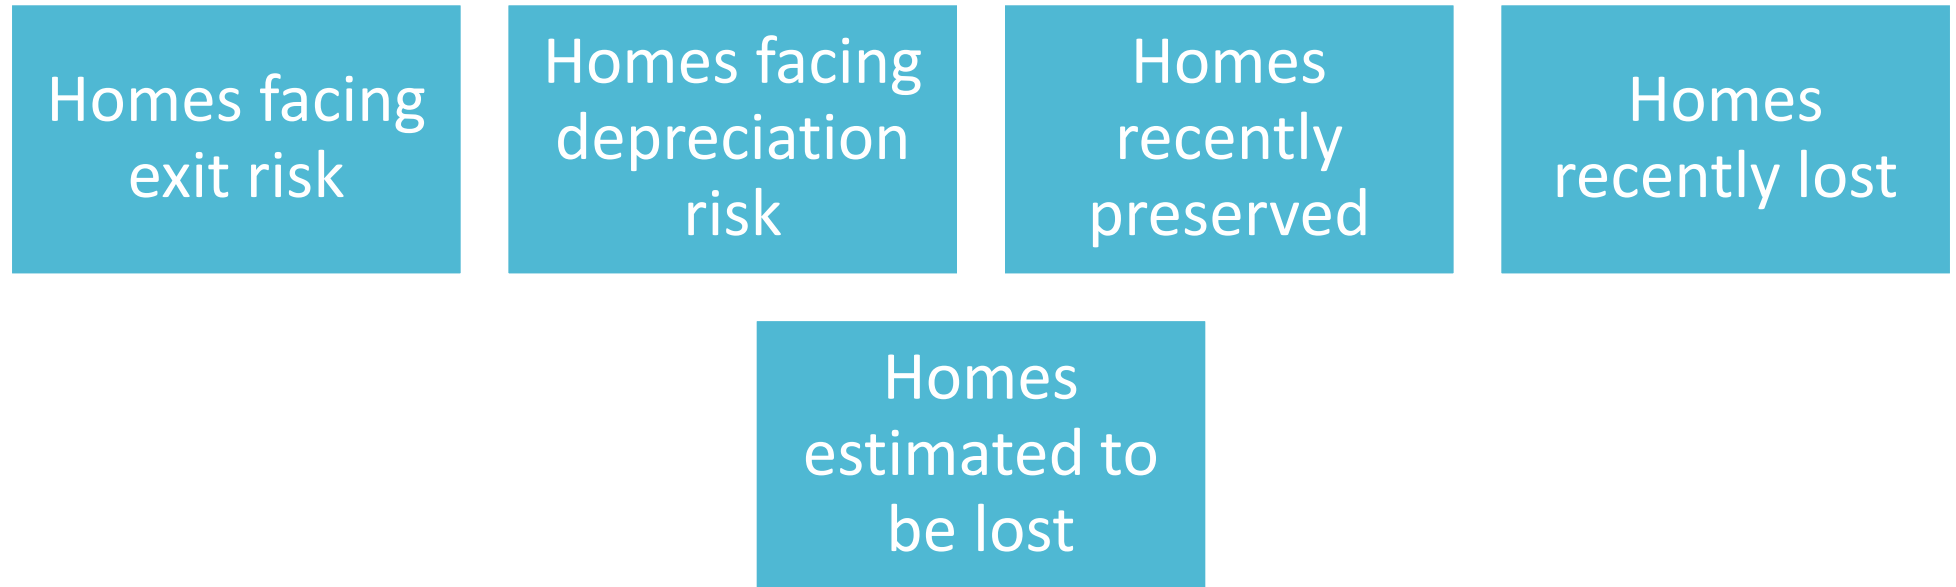 Homes facing
exit risk
Homes facing
depreciation
risk
Homes
recently
preserved
Homes
recently lost
Homes
estimated to
be lost